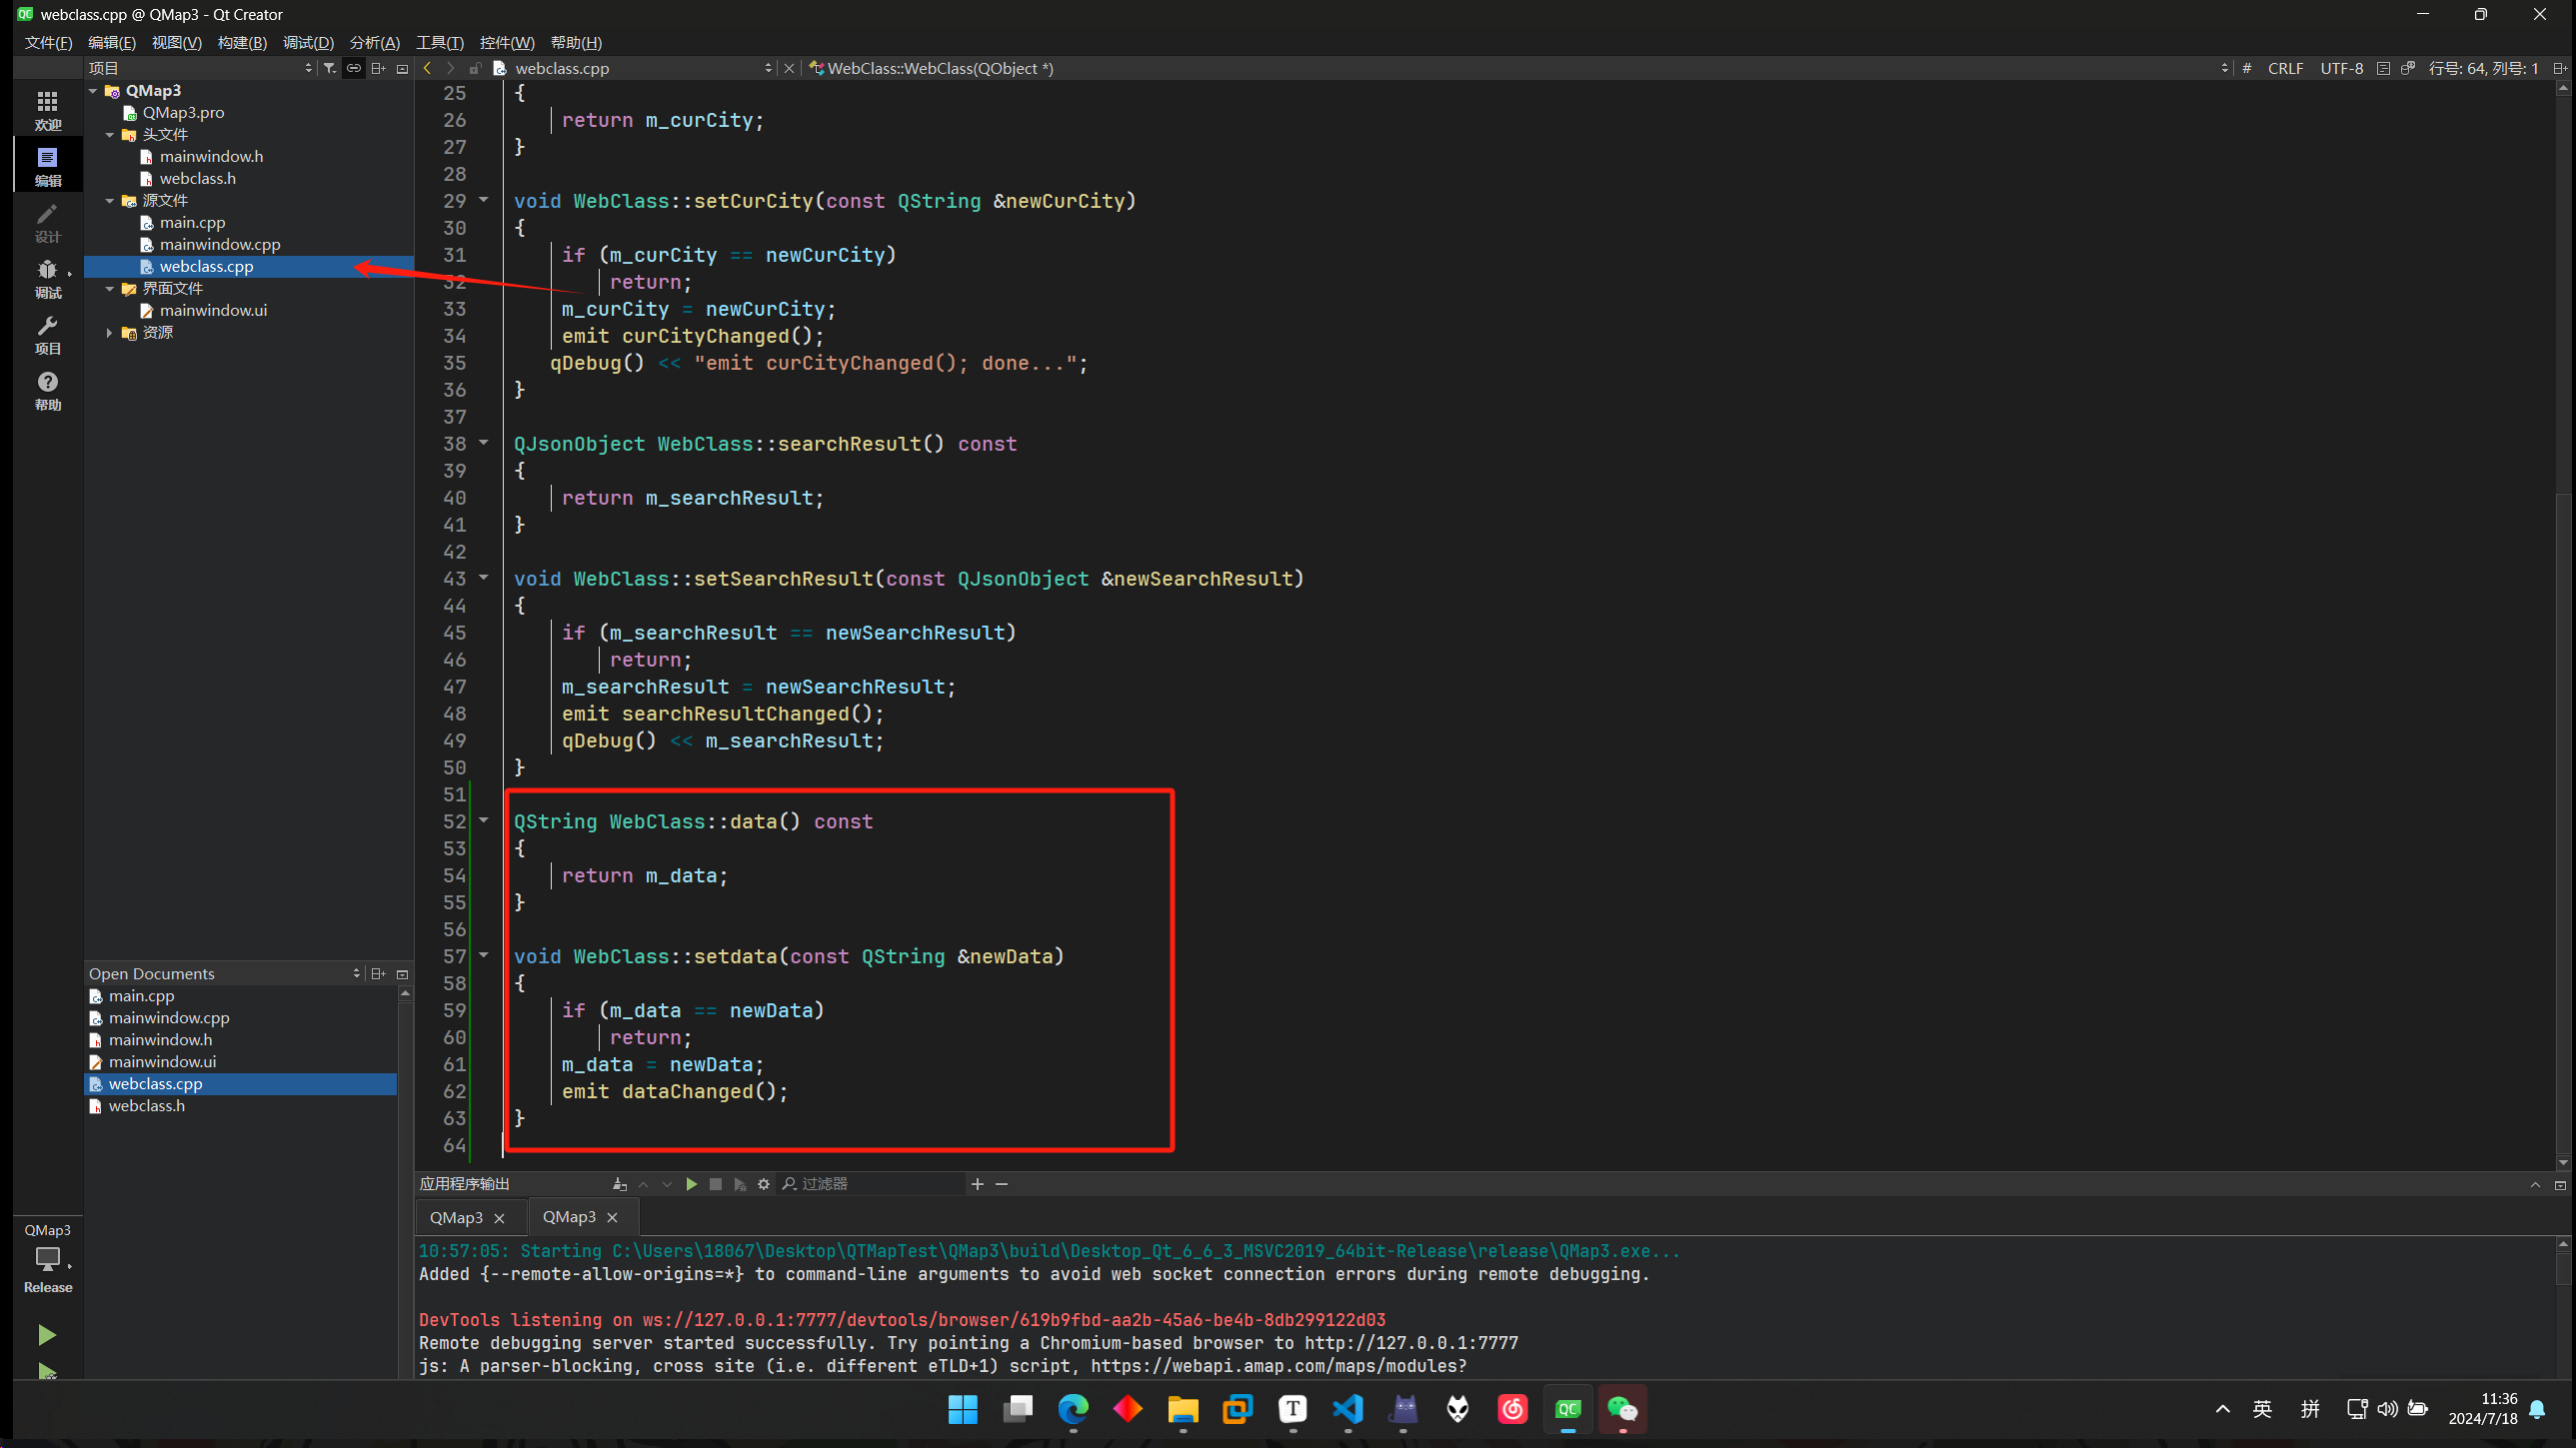 QC webclass.cpp @ QMap3 - Qt Creator
文件(F) 编辑(E) 视图(V) 构建(B) 调试(D) 分析(A) 工具(T) 控件(W) 帮助(H)
项目
webclass.cpp
WebClass::WebClass(QObject *)
# CRLF UTF-8 行号: 64, 列号: 1
欢迎
编辑
设计
调试
项目
帮助
QMap3
QMap3.pro
头文件
mainwindow.h
webclass.h
源文件
main.cpp
mainwindow.cpp
webclass.cpp
界面文件
mainwindow.ui
资源
Open Documents
main.cpp
mainwindow.cpp
mainwindow.h
mainwindow.ui
webclass.cpp
webclass.h
25 {
26 return m_curCity;
27 }
28
29 void WebClass::setCurCity(const QString &newCurCity)
30 {
31 if (m_curCity == newCurCity)
32 return;
33 m_curCity = newCurCity;
34 emit curCityChanged();
35 qDebug() << "emit curCityChanged(); done...";
36 }
37
38 QJsonObject WebClass::searchResult() const
39 {
40 return m_searchResult;
41 }
42
43 void WebClass::setSearchResult(const QJsonObject &newSearchResult)
44 {
45 if (m_searchResult == newSearchResult)
46 return;
47 m_searchResult = newSearchResult;
48 emit searchResultChanged();
49 qDebug() << m_searchResult;
50 }
51
52 QString WebClass::data() const
53 {
54 return m_data;
55 }
56
57 void WebClass::setdata(const QString &newData)
58 {
59 if (m_data == newData)
60 return;
61 m_data = newData;
62 emit dataChanged();
63 }
64
应用程序输出
过滤器
QMap3
QMap3
10:57:05: Starting C:\Users\18067\Desktop\QTMapTest\QMap3\build\Desktop_Qt_6_6_3_MSVC2019_64bit-Release\release\QMap3.exe...
Added {--remote-allow-origins=*} to command-line arguments to avoid web socket connection errors during remote debugging.
DevTools listening on ws://127.0.0.1:7777/devtools/browser/619b9fbd-aa2b-45a6-be4b-8db299122d03
Remote debugging server started successfully. Try pointing a Chromium-based browser to http://127.0.0.1:7777
js: A parser-blocking, cross site (i.e. different eTLD+1) script, https://webapi.amap.com/maps/modules?
QMap3
Release
T
QC
英
拼
11:36
2024/7/18